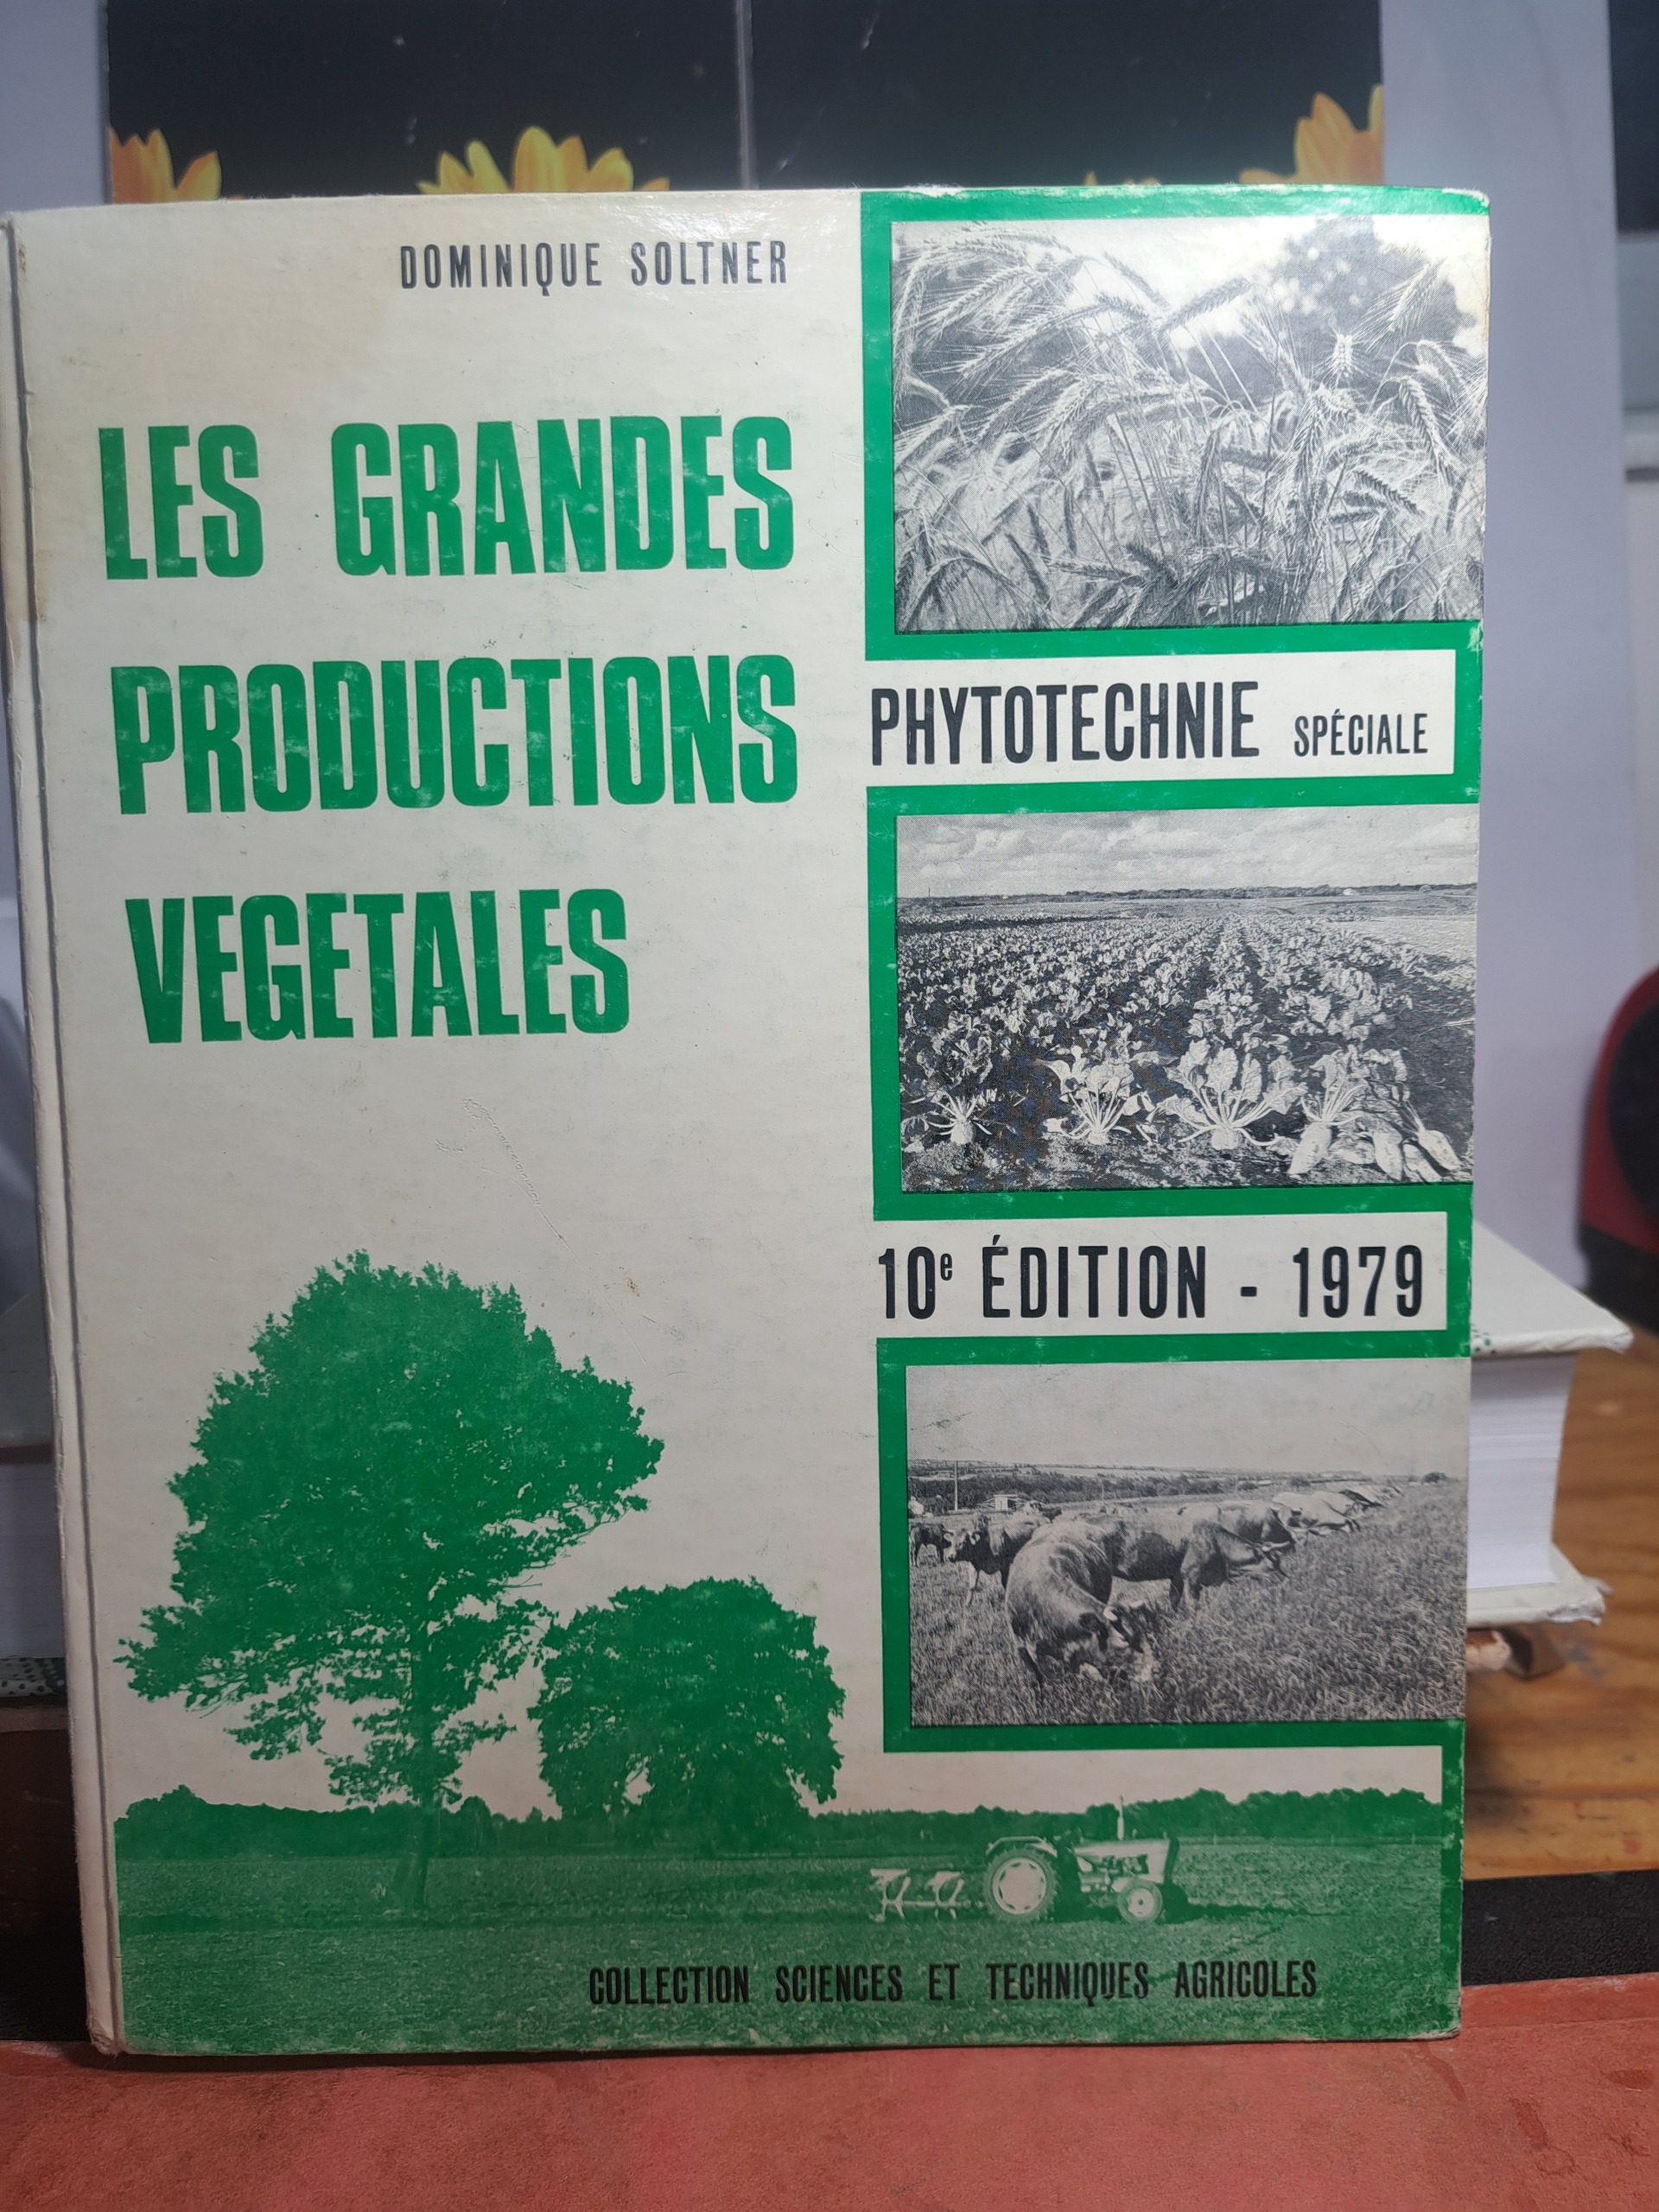 DOMINIQUE SOLTNER
LES GRANDES
PRODUCTIONS
VEGETALES
PHYTOTECHNIE SPÉCIALE
10e ÉDITION - 1979
COLLECTION SCIENCES ET TECHNIQUES AGRICOLES